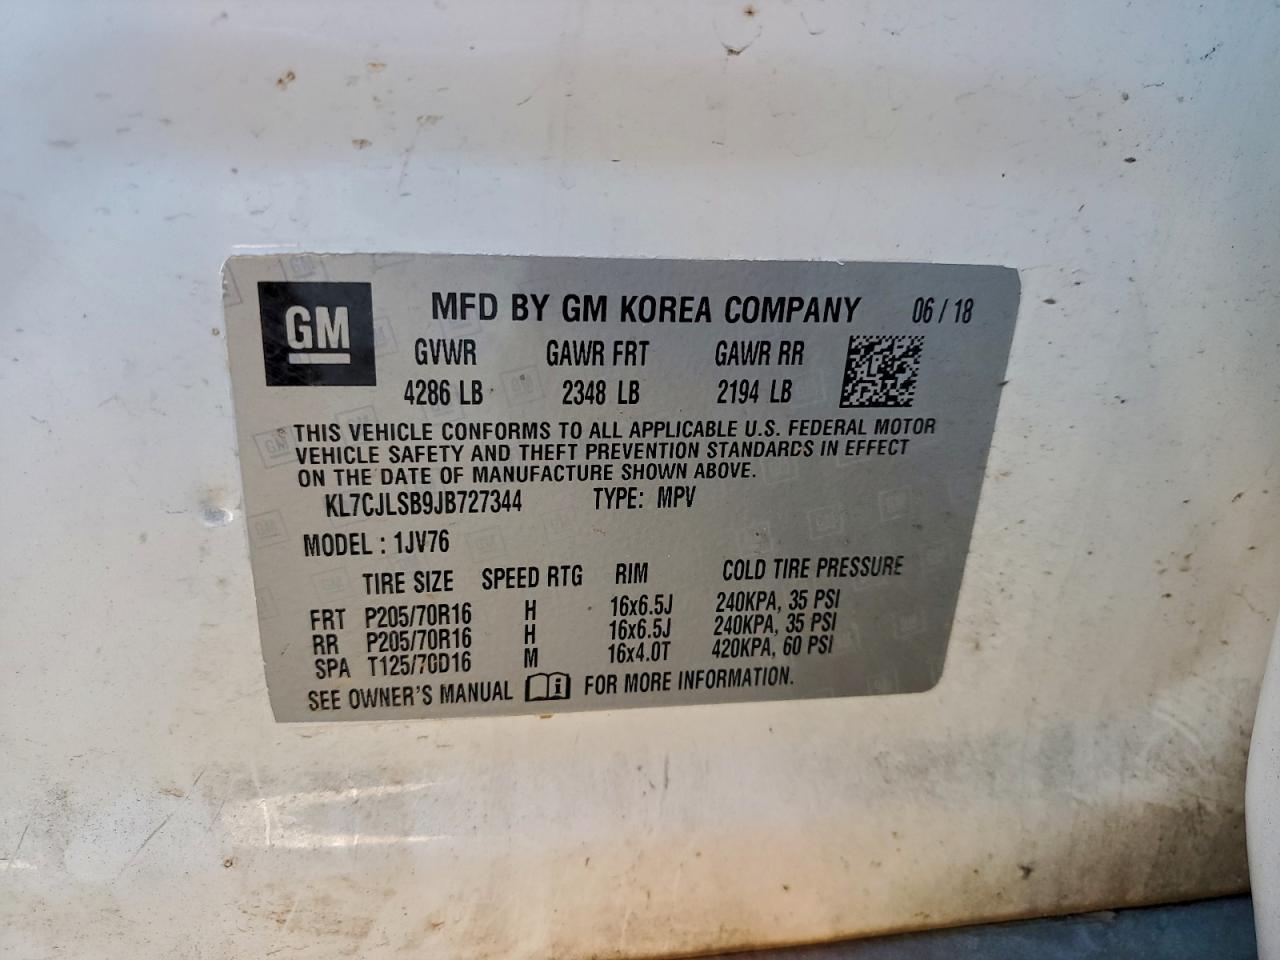 GM
MFD BY GM KOREA COMPANY 06 / 18
GVWR GAWR FRT GAWR RR
4286 LB 2348 LB 2194 LB
THIS VEHICLE CONFORMS TO ALL APPLICABLE U.S. FEDERAL MOTOR
VEHICLE SAFETY AND THEFT PREVENTION STANDARDS IN EFFECT
ON THE DATE OF MANUFACTURE SHOWN ABOVE.
KL7CJLSB9JB727344 TYPE: MPV
MODEL : 1JV76
TIRE SIZE SPEED RTG RIM COLD TIRE PRESSURE
FRT P205/70R16 H 16x6.5J 240KPA, 35 PSI
RR P205/70R16 H 16x6.5J 240KPA, 35 PSI
SPA T125/70D16 M 16x4.0T 420KPA, 60 PSI
SEE OWNER'S MANUAL i FOR MORE INFORMATION.